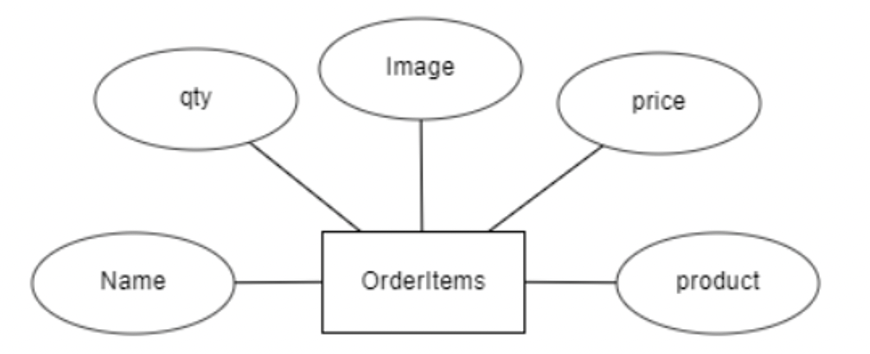 Image
qty
price
Name
OrderItems
product